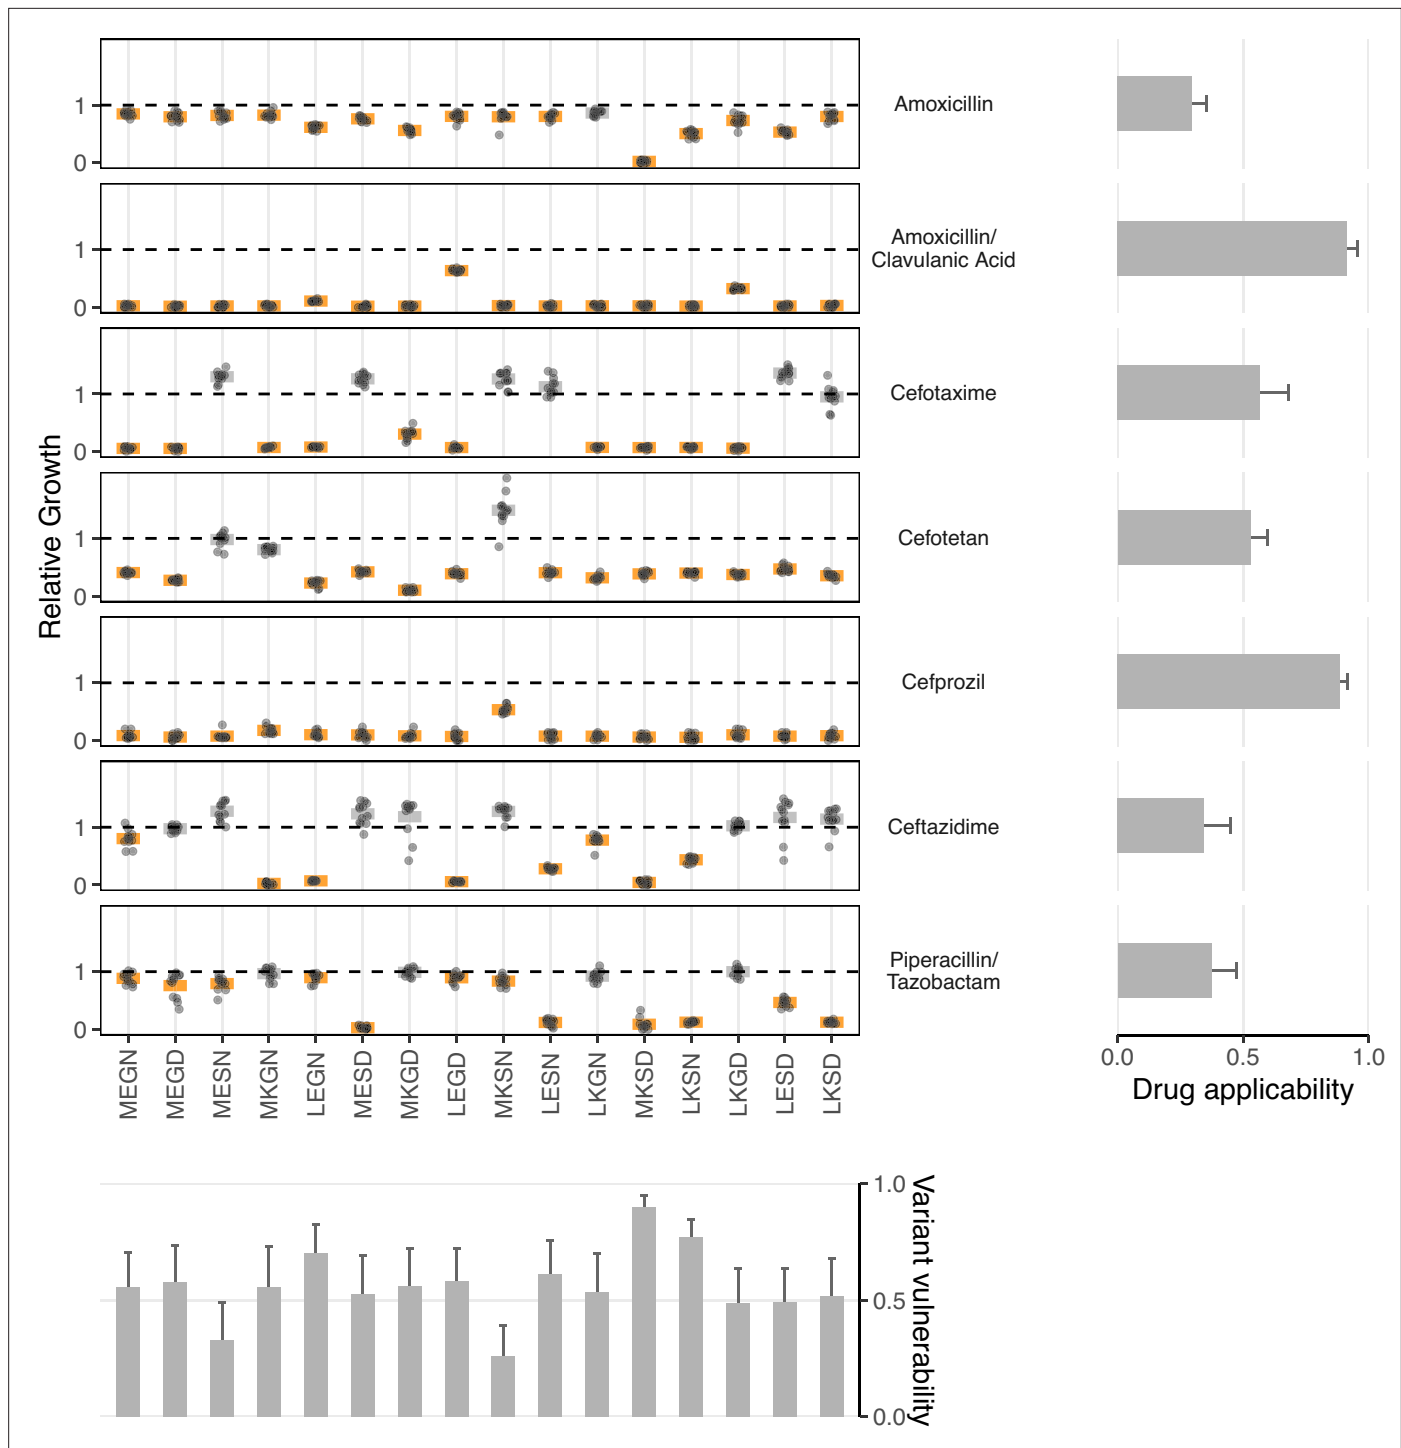 Relative Growth
1
0
Amoxicillin
1
0
Amoxicillin/
Clavulanic Acid
1
0
Cefotaxime
1
0
Cefotetan
1
0
Cefprozil
1
0
Ceftazidime
1
0
Piperacillin/
Tazobactam
MEGN
MEGD
MESN
MKGN
LEGN
MESD
MKGD
LEGD
MKSN
LESN
LKGN
MKSD
LKSN
LKGD
LESD
LKSD
0.0
0.5
1.0
Drug applicability
1.0
0.5
0.0
Variant vulnerability